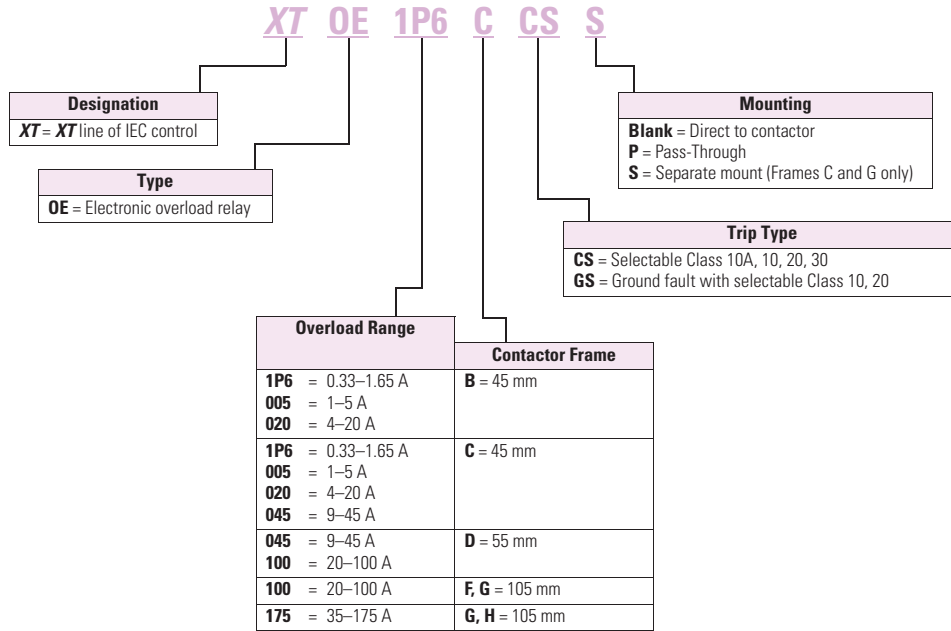 XT OE 1P6 C CS S
Designation
XT = XT line of IEC control
Type
OE = Electronic overload relay
Mounting
Blank = Direct to contactor
P = Pass-Through
S = Separate mount (Frames C and G only)
Trip Type
CS = Selectable Class 10A, 10, 20, 30
GS = Ground fault with selectable Class 10, 20
Overload Range
Contactor Frame
1P6 = 0.33–1.65 A B = 45 mm
005 = 1–5 A
020 = 4–20 A
1P6 = 0.33–1.65 A C = 45 mm
005 = 1–5 A
020 = 4–20 A
045 = 9–45 A
045 = 9–45 A D = 55 mm
100 = 20–100 A
100 = 20–100 A F, G = 105 mm
175 = 35–175 A G, H = 105 mm